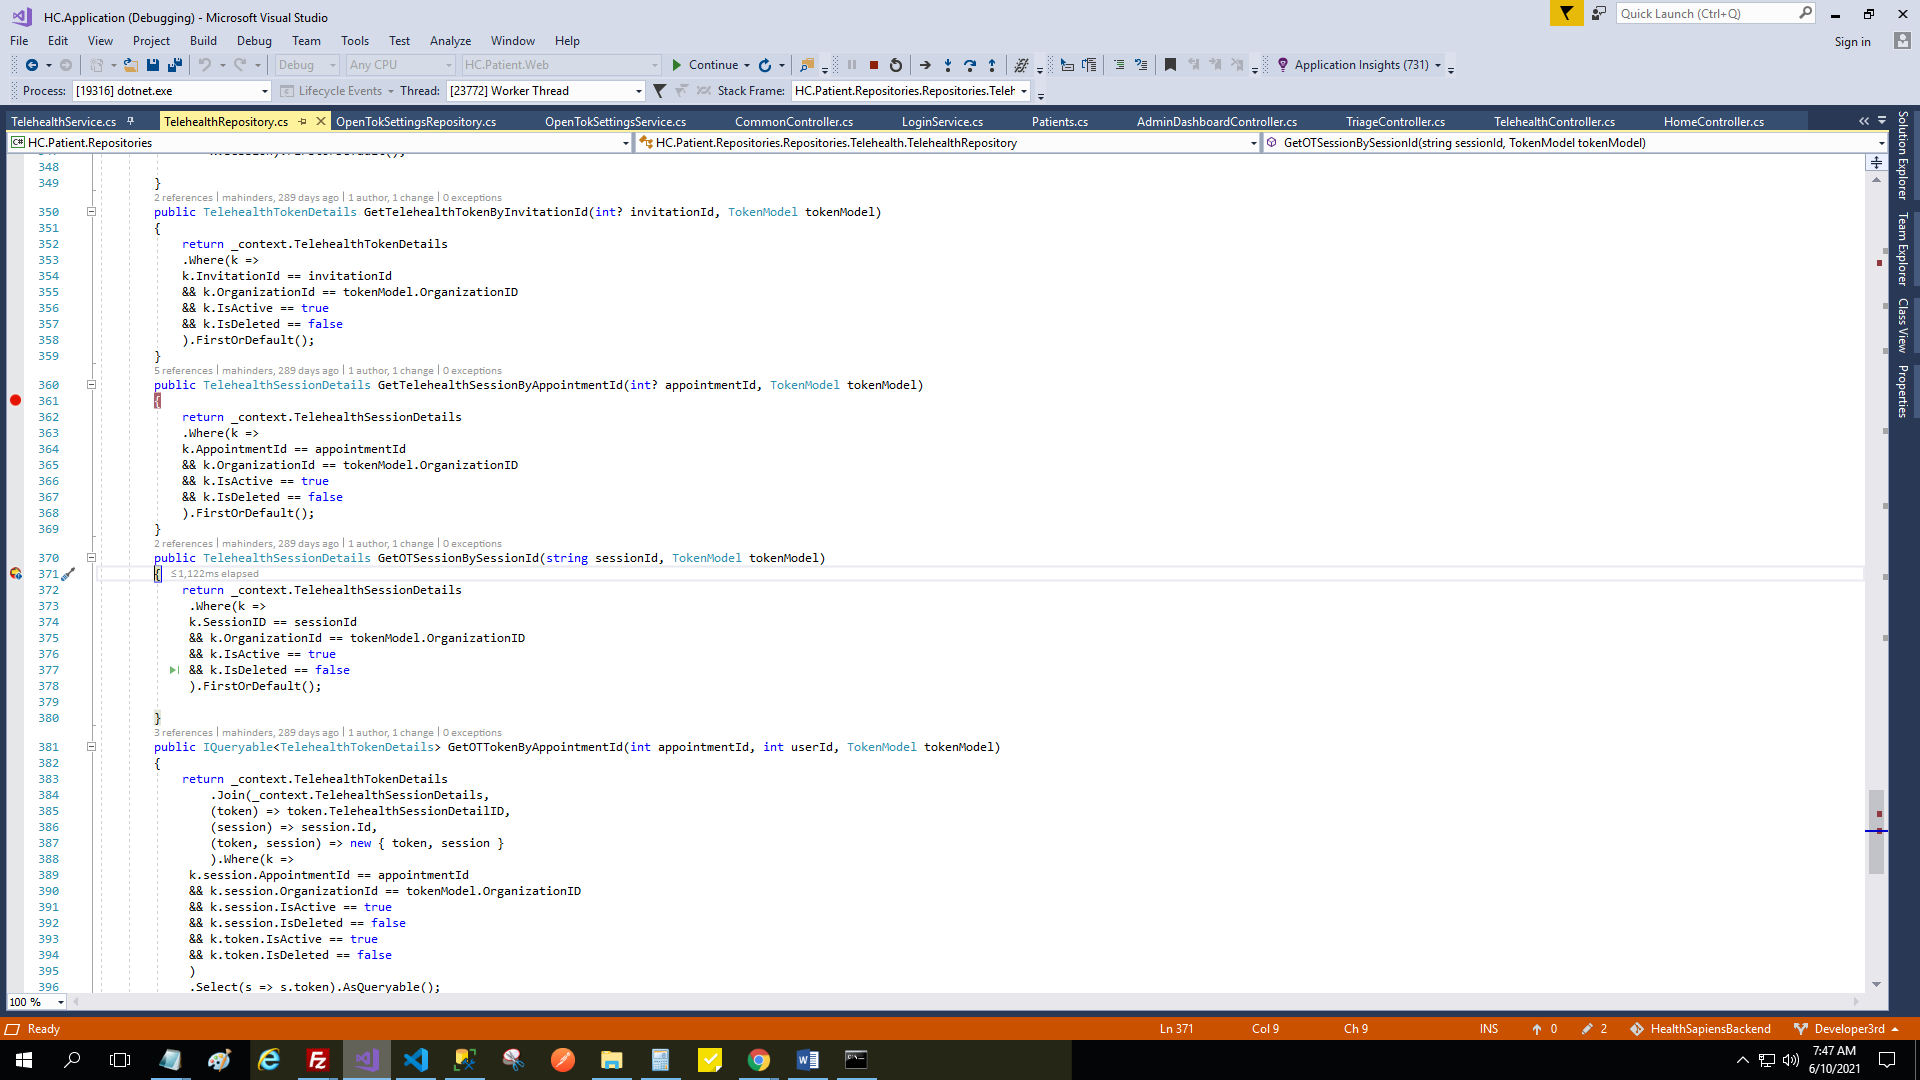 HC.Application (Debugging) - Microsoft Visual Studio
Quick Launch (Ctrl+Q)
File Edit View Project Build Debug Team Tools Test Analyze Window Help
Sign in
Debug Any CPU HC.Patient.Web Continue Application Insights (731)
Process: [19316] dotnet.exe Lifecycle Events Thread: [23772] Worker Thread Stack Frame: HC.Patient.Repositories.Repositories.Teleh
TelehealthService.cs TelehealthRepository.cs OpenTokSettingsRepository.cs OpenTokSettingsService.cs CommonController.cs LoginService.cs Patients.cs AdminDashboardController.cs TriageController.cs TelehealthController.cs HomeController.cs
HC.Patient.Repositories HC.Patient.Repositories.Repositories.Telehealth.TelehealthRepository GetOTSessionBySessionId(string sessionId, TokenModel tokenModel)
348
349 }
2 references | mahinders, 289 days ago | 1 author, 1 change | 0 exceptions
350 public TelehealthTokenDetails GetTelehealthTokenByInvitationId(int? invitationId, TokenModel tokenModel)
351 {
352 return _context.TelehealthTokenDetails
353 .Where(k =>
354 k.InvitationId == invitationId
355 && k.OrganizationId == tokenModel.OrganizationID
356 && k.IsActive == true
357 && k.IsDeleted == false
358 ).FirstOrDefault();
359 }
5 references | mahinders, 289 days ago | 1 author, 1 change | 0 exceptions
360 public TelehealthSessionDetails GetTelehealthSessionByAppointmentId(int? appointmentId, TokenModel tokenModel)
361 {
362 return _context.TelehealthSessionDetails
363 .Where(k =>
364 k.AppointmentId == appointmentId
365 && k.OrganizationId == tokenModel.OrganizationID
366 && k.IsActive == true
367 && k.IsDeleted == false
368 ).FirstOrDefault();
369 }
2 references | mahinders, 289 days ago | 1 author, 1 change | 0 exceptions
370 public TelehealthSessionDetails GetOTSessionBySessionId(string sessionId, TokenModel tokenModel)
371 { ≤1,122ms elapsed
372 return _context.TelehealthSessionDetails
373 .Where(k =>
374 k.SessionID == sessionId
375 && k.OrganizationId == tokenModel.OrganizationID
376 && k.IsActive == true
377 && k.IsDeleted == false
378 ).FirstOrDefault();
379
380 }
3 references | mahinders, 289 days ago | 1 author, 1 change | 0 exceptions
381 public IQueryable<TelehealthTokenDetails> GetOTTokenByAppointmentId(int appointmentId, int userId, TokenModel tokenModel)
382 {
383 return _context.TelehealthTokenDetails
384 .Join(_context.TelehealthSessionDetails,
385 (token) => token.TelehealthSessionDetailID,
386 (session) => session.Id,
387 (token, session) => new { token, session }
388 ).Where(k =>
389 k.session.AppointmentId == appointmentId
390 && k.session.OrganizationId == tokenModel.OrganizationID
391 && k.session.IsActive == true
392 && k.session.IsDeleted == false
393 && k.token.IsActive == true
394 && k.token.IsDeleted == false
395 )
396 .Select(s => s.token).AsQueryable();
100 %
Solution Explorer
Team Explorer
Class View
Properties
Ready Ln 371 Col 9 Ch 9 INS 0 2 HealthSapiensBackend Developer3rd
7:47 AM
6/10/2021